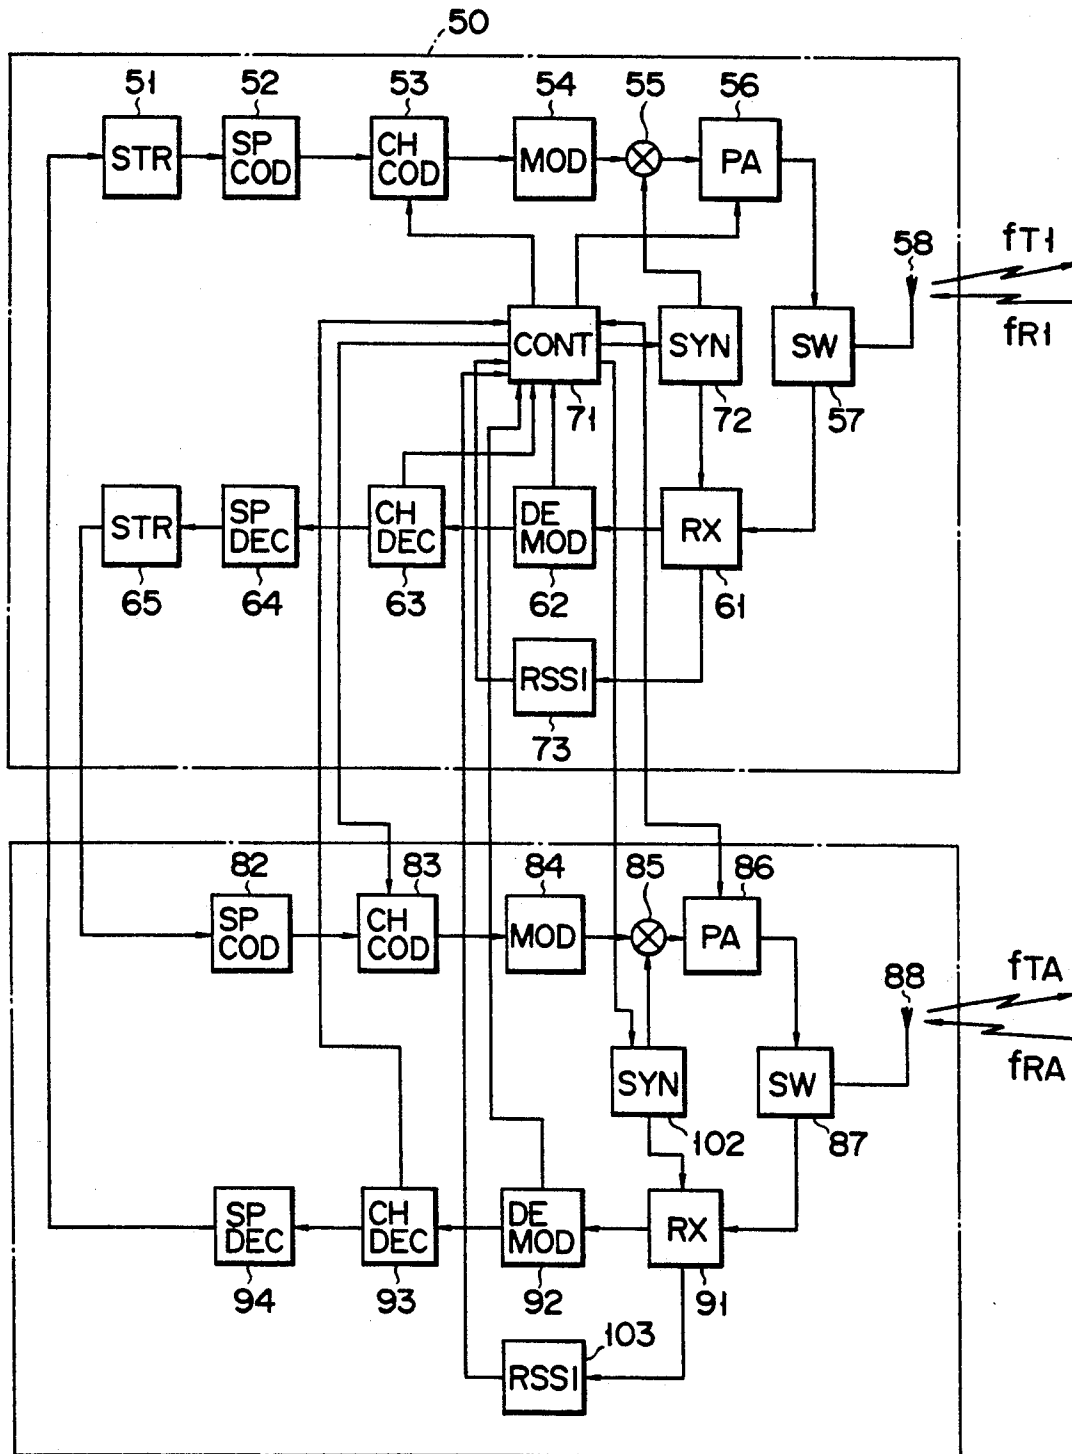 50
51 52 53 54 55 56
STR SP COD CH COD MOD PA
58
fT1
fR1
CONT SYN SW
71 72 57
STR SP DEC CH DEC DE MOD RX
65 64 63 62 61
RSSI
73
82 83 84 85 86
SP COD CH COD MOD PA
88
fTA
fRA
SYN SW
102 87
SP DEC CH DEC DE MOD RX
94 93 92 91
103
RSSI